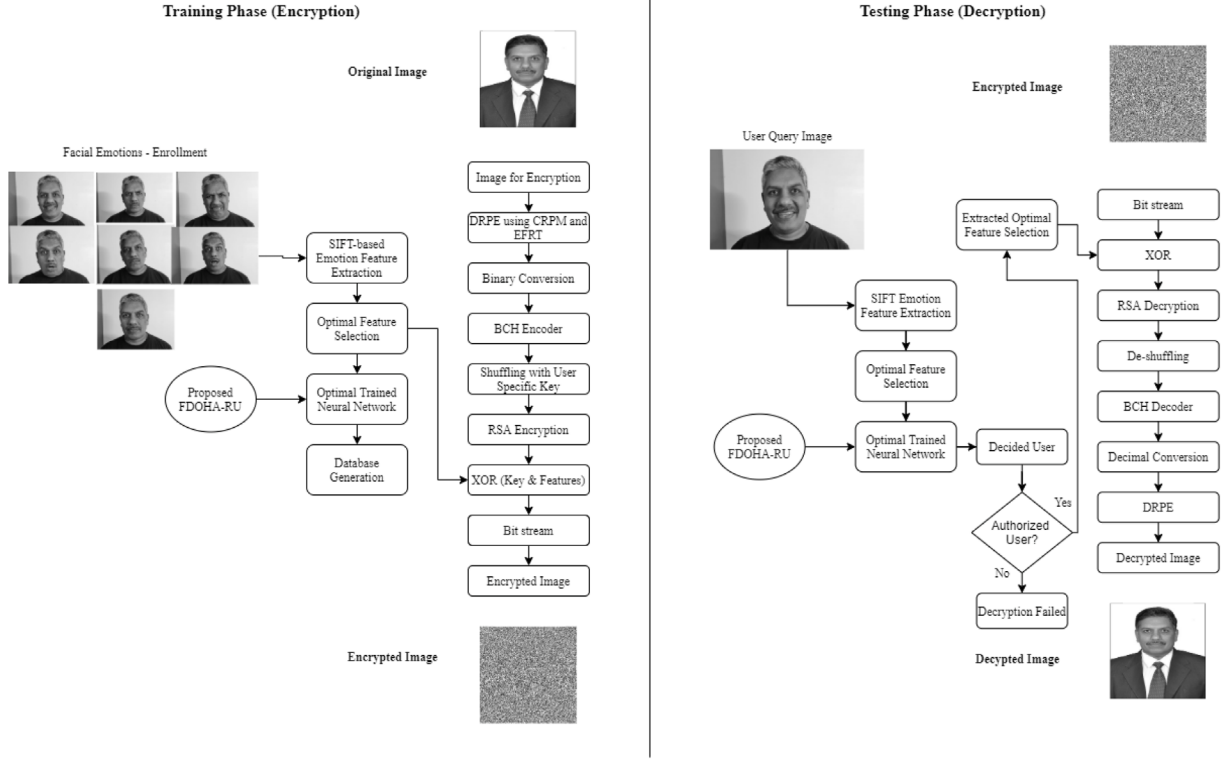 Training Phase (Encryption)
Original Image
Facial Emotions - Enrollment
SIFT-based
Emotion Feature
Extraction
Optimal Feature
Selection
Proposed
FDOHA-RU
Optimal Trained
Neural Network
Database
Generation
Image for Encryption
DRPE using CRPM and
EFRT
Binary Conversion
BCH Encoder
Shuffling with User
Specific Key
RSA Encryption
XOR (Key & Features)
Bit stream
Encrypted Image
Encrypted Image
Testing Phase (Decryption)
Encrypted Image
User Query Image
SIFT Emotion
Feature Extraction
Optimal Feature
Selection
Proposed
FDOHA-RU
Optimal Trained
Neural Network
Decided User
Authorized
User?
Yes
No
Decryption Failed
Extracted Optimal
Feature Selection
Bit stream
XOR
RSA Decryption
De-shuffling
BCH Decoder
Decimal Conversion
DRPE
Decrypted Image
Decypted Image